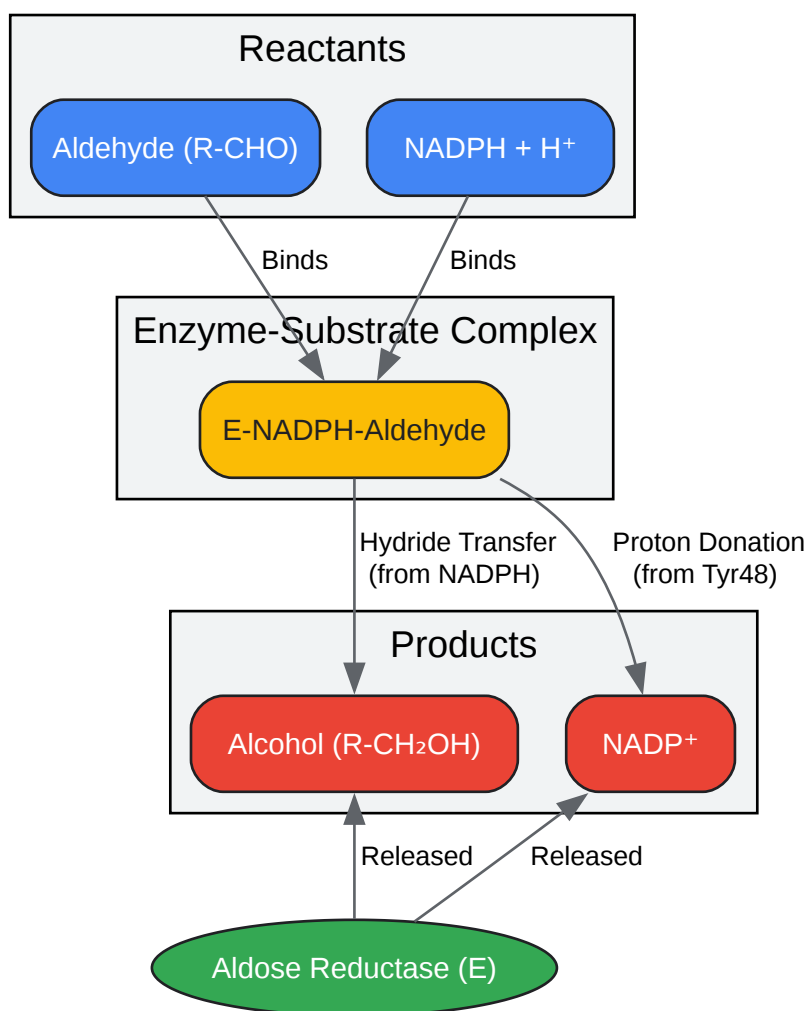 Reactants
Aldehyde (R-CHO)
NADPH + H⁺
Binds
Binds
Enzyme-Substrate Complex
E-NADPH-Aldehyde
Hydride Transfer
(from NADPH)
Proton Donation
(from Tyr48)
Products
Alcohol (R-CH₂OH)
NADP⁺
Released
Released
Aldose Reductase (E)